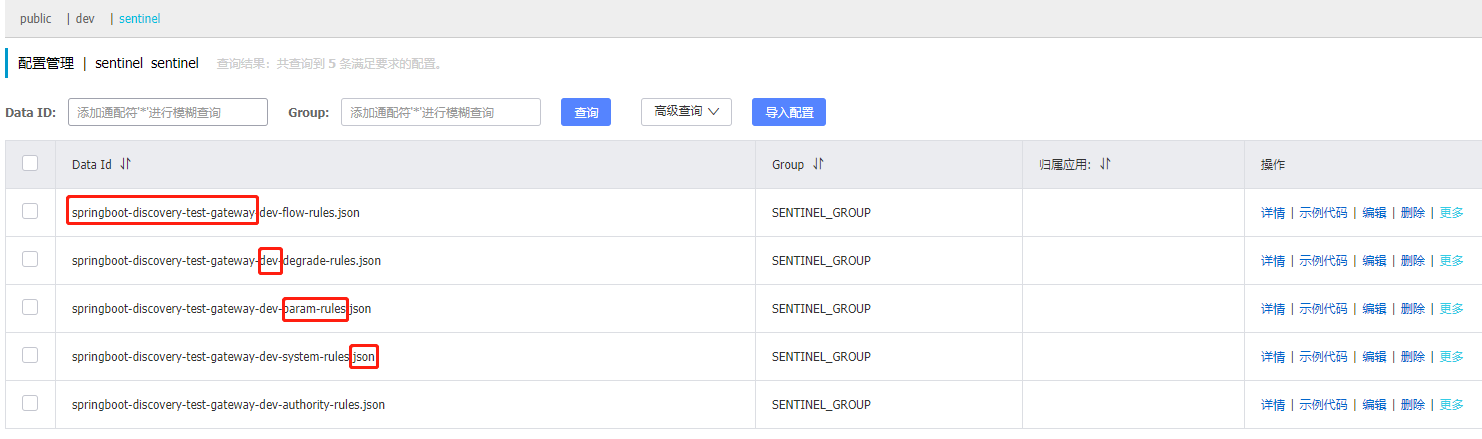 public | dev | sentinel
配置管理 | sentinel sentinel 查询结果：共查询到 5 条满足要求的配置。
Data ID: 添加通配符'*'进行模糊查询 Group: 添加通配符'*'进行模糊查询 查询 高级查询 导入配置
Data Id Group 归属应用: 操作
springboot-discovery-test-gateway-dev-flow-rules.json SENTINEL_GROUP 详情 | 示例代码 | 编辑 | 删除 | 更多
springboot-discovery-test-gateway-dev-degrade-rules.json SENTINEL_GROUP 详情 | 示例代码 | 编辑 | 删除 | 更多
springboot-discovery-test-gateway-dev-param-rules.json SENTINEL_GROUP 详情 | 示例代码 | 编辑 | 删除 | 更多
springboot-discovery-test-gateway-dev-system-rules.json SENTINEL_GROUP 详情 | 示例代码 | 编辑 | 删除 | 更多
springboot-discovery-test-gateway-dev-authority-rules.json SENTINEL_GROUP 详情 | 示例代码 | 编辑 | 删除 | 更多